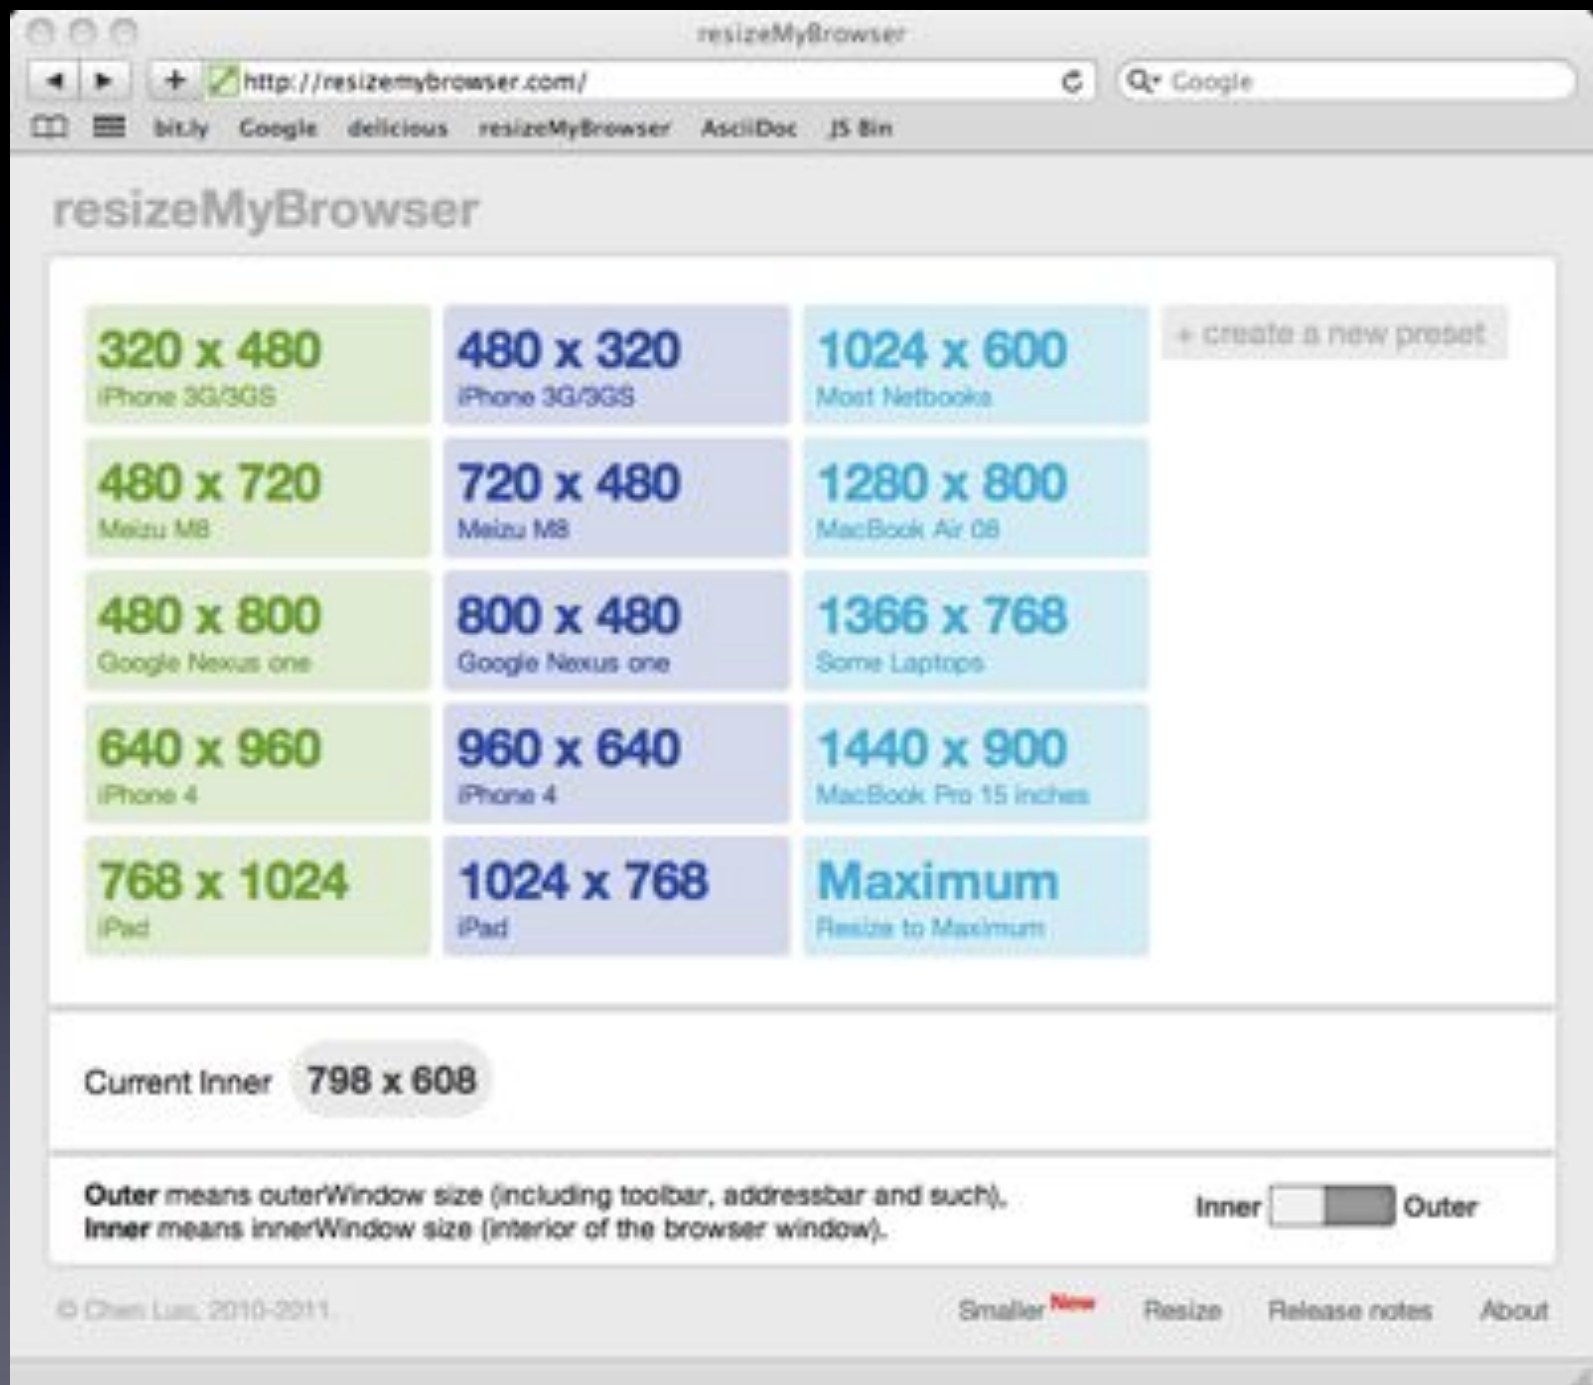 resizeMyBrowser
http://resizemybrowser.com/
Google
bit.ly Google delicious resizeMyBrowser AsciiDoc JS Bin
resizeMyBrowser
320 x 480
iPhone 3G/3GS
480 x 320
iPhone 3G/3GS
1024 x 600
Most Netbooks
+ create a new preset
480 x 720
Meizu M8
720 x 480
Meizu M8
1280 x 800
MacBook Air 08
480 x 800
Google Nexus one
800 x 480
Google Nexus one
1366 x 768
Some Laptops
640 x 960
iPhone 4
960 x 640
iPhone 4
1440 x 900
MacBook Pro 15 inches
768 x 1024
iPad
1024 x 768
iPad
Maximum
Resize to Maximum
Current Inner 798 x 608
Outer means outerWindow size (including toolbar, addressbar and such),
Inner means innerWindow size (interior of the browser window).
Inner Outer
© Chen Luo, 2010-2011.
Smaller New Resize Release notes About